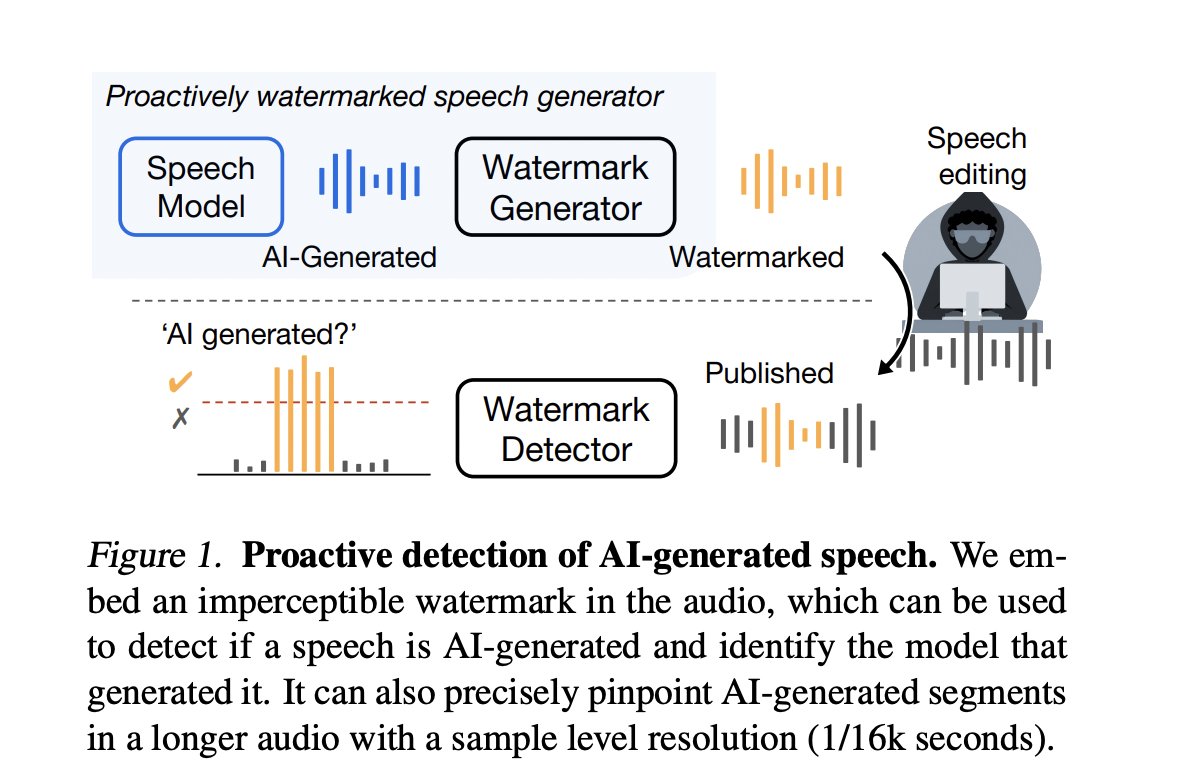 Proactively watermarked speech generator
Speech
Model
Watermark
Generator
AI-Generated
Watermarked
Speech
editing
‘AI generated?’
✔
✗
Watermark
Detector
Published
Figure 1. Proactive detection of AI-generated speech. We em-
bed an imperceptible watermark in the audio, which can be used
to detect if a speech is AI-generated and identify the model that
generated it. It can also precisely pinpoint AI-generated segments
in a longer audio with a sample level resolution (1/16k seconds).